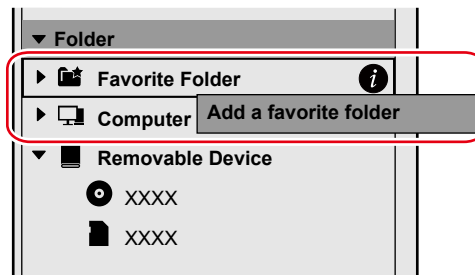 Folder
Favorite Folder
Computer
Add a favorite folder
Removable Device
XXXX
XXXX